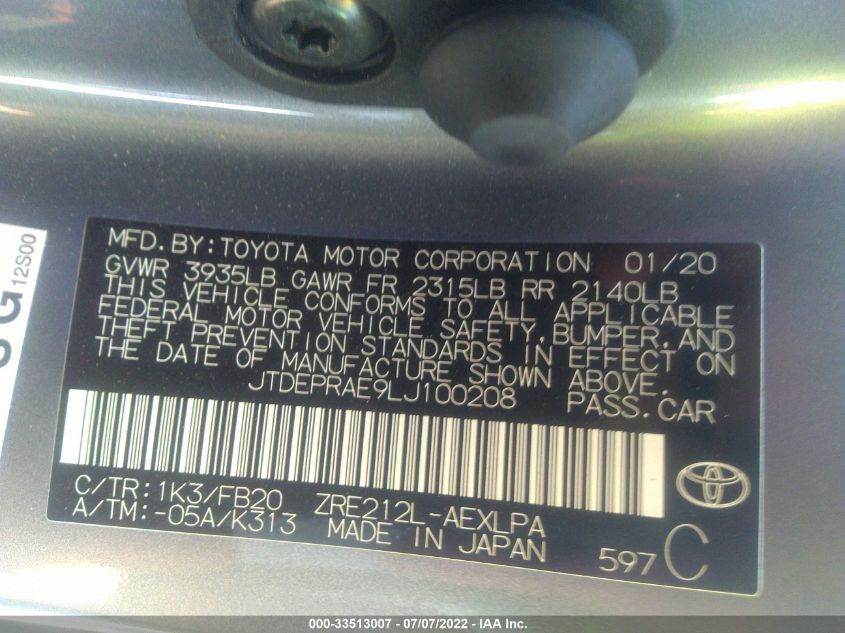 MFD. BY: TOYOTA MOTOR CORPORATION 01/20
GVWR 3935LB GAWR FR 2315LB RR 2140LB
THIS VEHICLE CONFORMS TO ALL APPLICABLE
FEDERAL MOTOR VEHICLE SAFETY, BUMPER, AND
THEFT PREVENTION STANDARDS IN EFFECT ON
THE DATE OF MANUFACTURE SHOWN ABOVE.
JTDEPRAE9LJ100208 PASS. CAR
C/TR: 1K3/FB20 ZRE212L-AEXLPA
A/TM: -05A/K313 MADE IN JAPAN
597 C
12S00
000-33513007 - 07/07/2022 - IAA Inc.